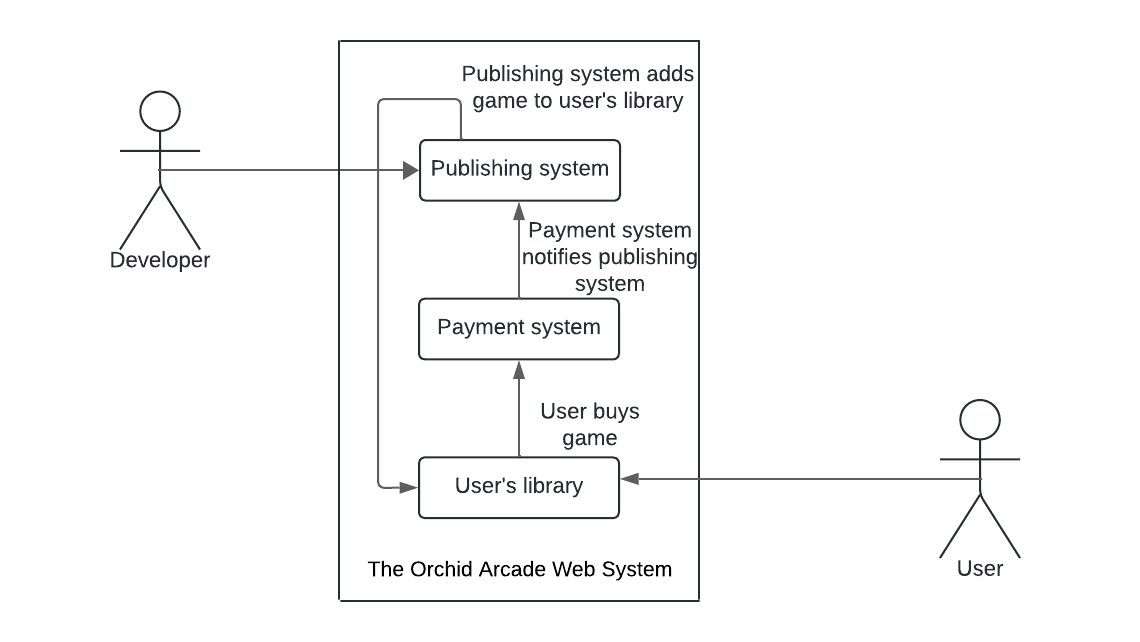 Publishing system adds
game to user's library
Publishing system
Developer
Payment system
notifies publishing
system
Payment system
User buys
game
User's library
The Orchid Arcade Web System
User